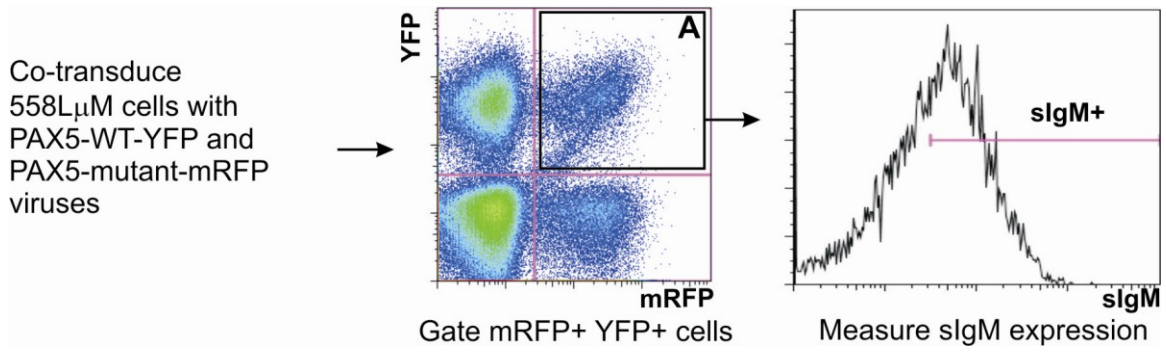 Co-transduce
558LμM cells with
PAX5-WT-YFP and
PAX5-mutant-mRFP
viruses
YFP
A
mRFP
Gate mRFP+ YFP+ cells
sIgM+
sIgM
Measure sIgM expression